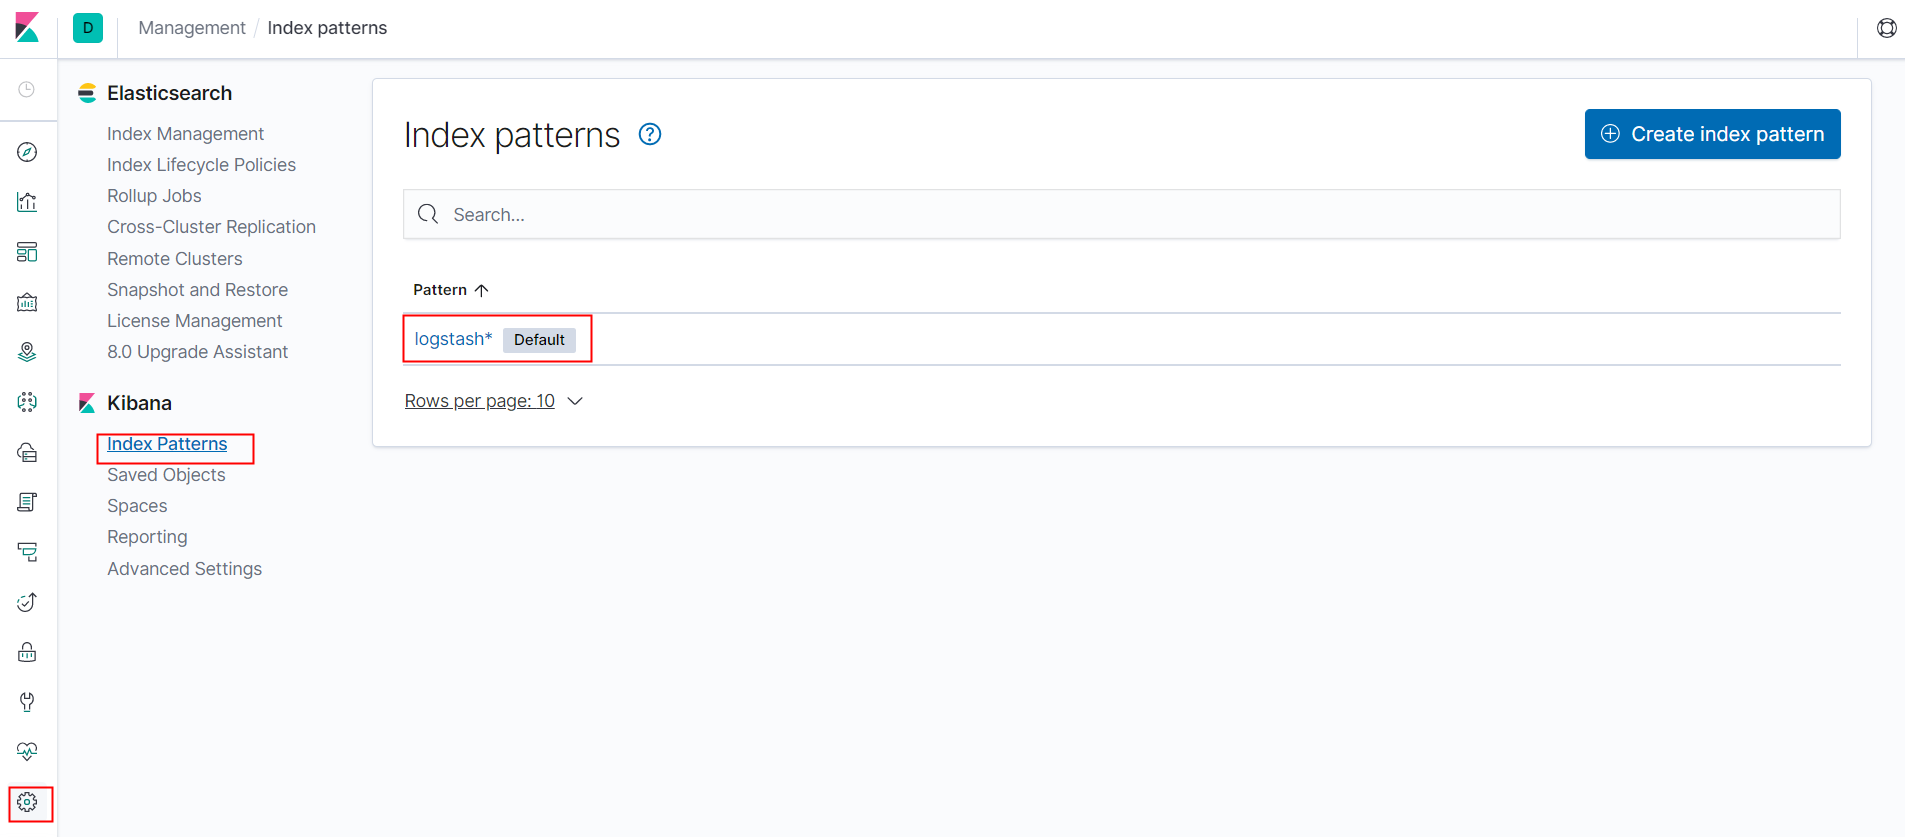 D Management / Index patterns
Elasticsearch
Index Management
Index Lifecycle Policies
Rollup Jobs
Cross-Cluster Replication
Remote Clusters
Snapshot and Restore
License Management
8.0 Upgrade Assistant
Kibana
Index Patterns
Saved Objects
Spaces
Reporting
Advanced Settings
Index patterns ?
Create index pattern
Search...
Pattern
logstash* Default
Rows per page: 10